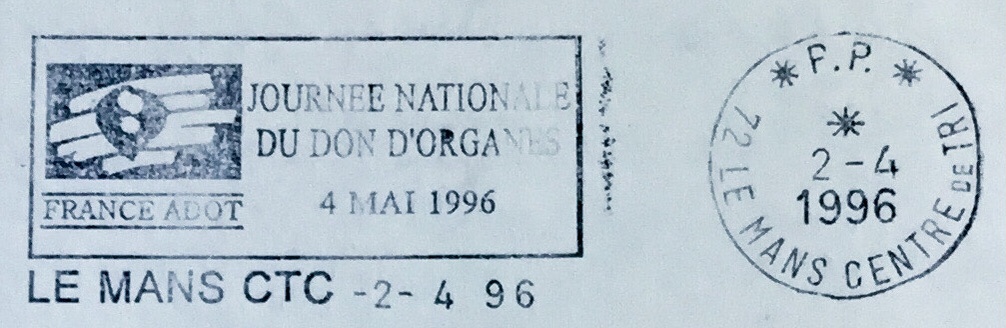 JOURNEE NATIONALE
DU DON D'ORGANES
4 MAI 1996
FRANCE ADOT
LE MANS CTC -2- 4 96
F.P.
2-4
1996
72 LE MANS CENTRE DE TRI